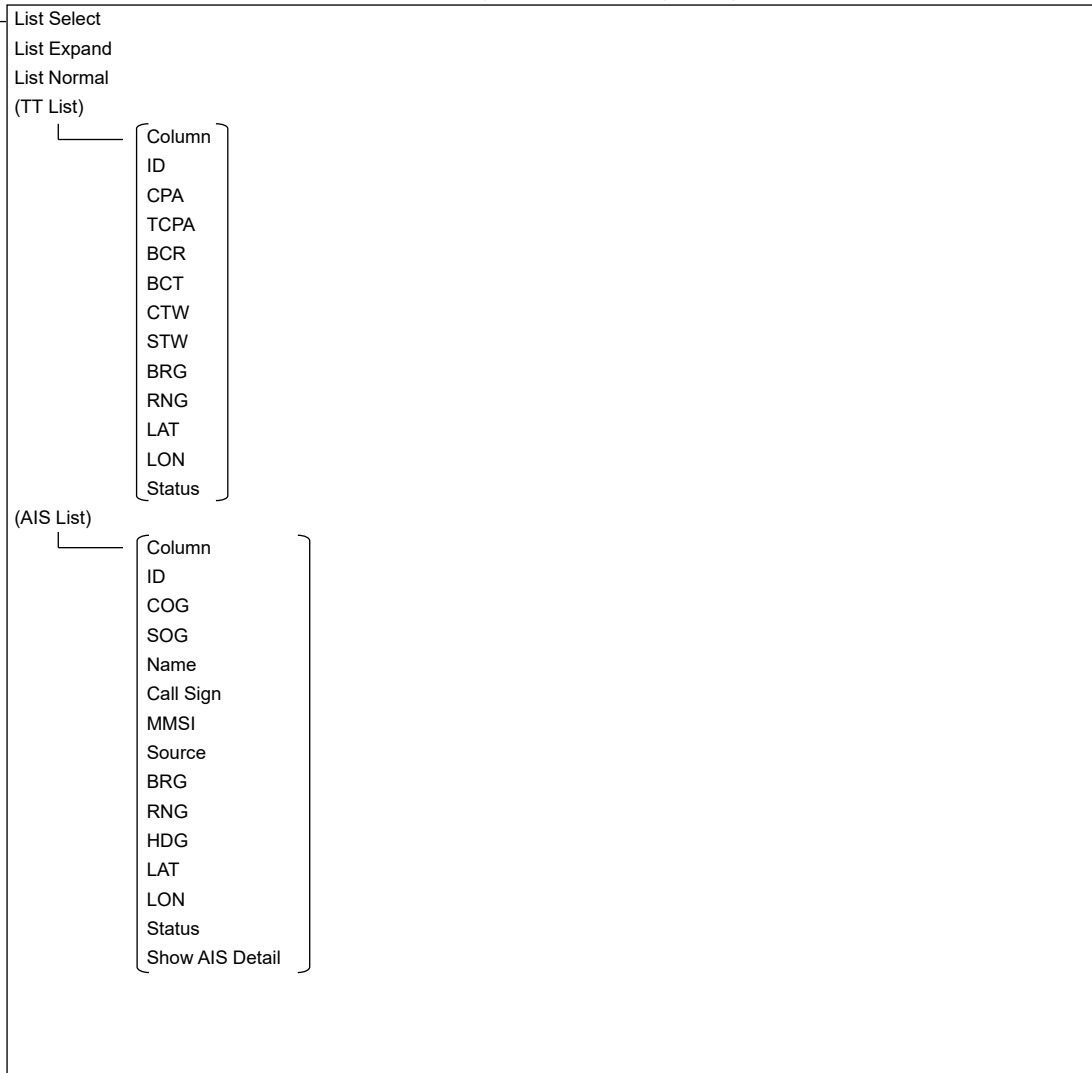 List Select
List Expand
List Normal
(TT List)
Column
ID
CPA
TCPA
BCR
BCT
CTW
STW
BRG
RNG
LAT
LON
Status
(AIS List)
Column
ID
COG
SOG
Name
Call Sign
MMSI
Source
BRG
RNG
HDG
LAT
LON
Status
Show AIS Detail